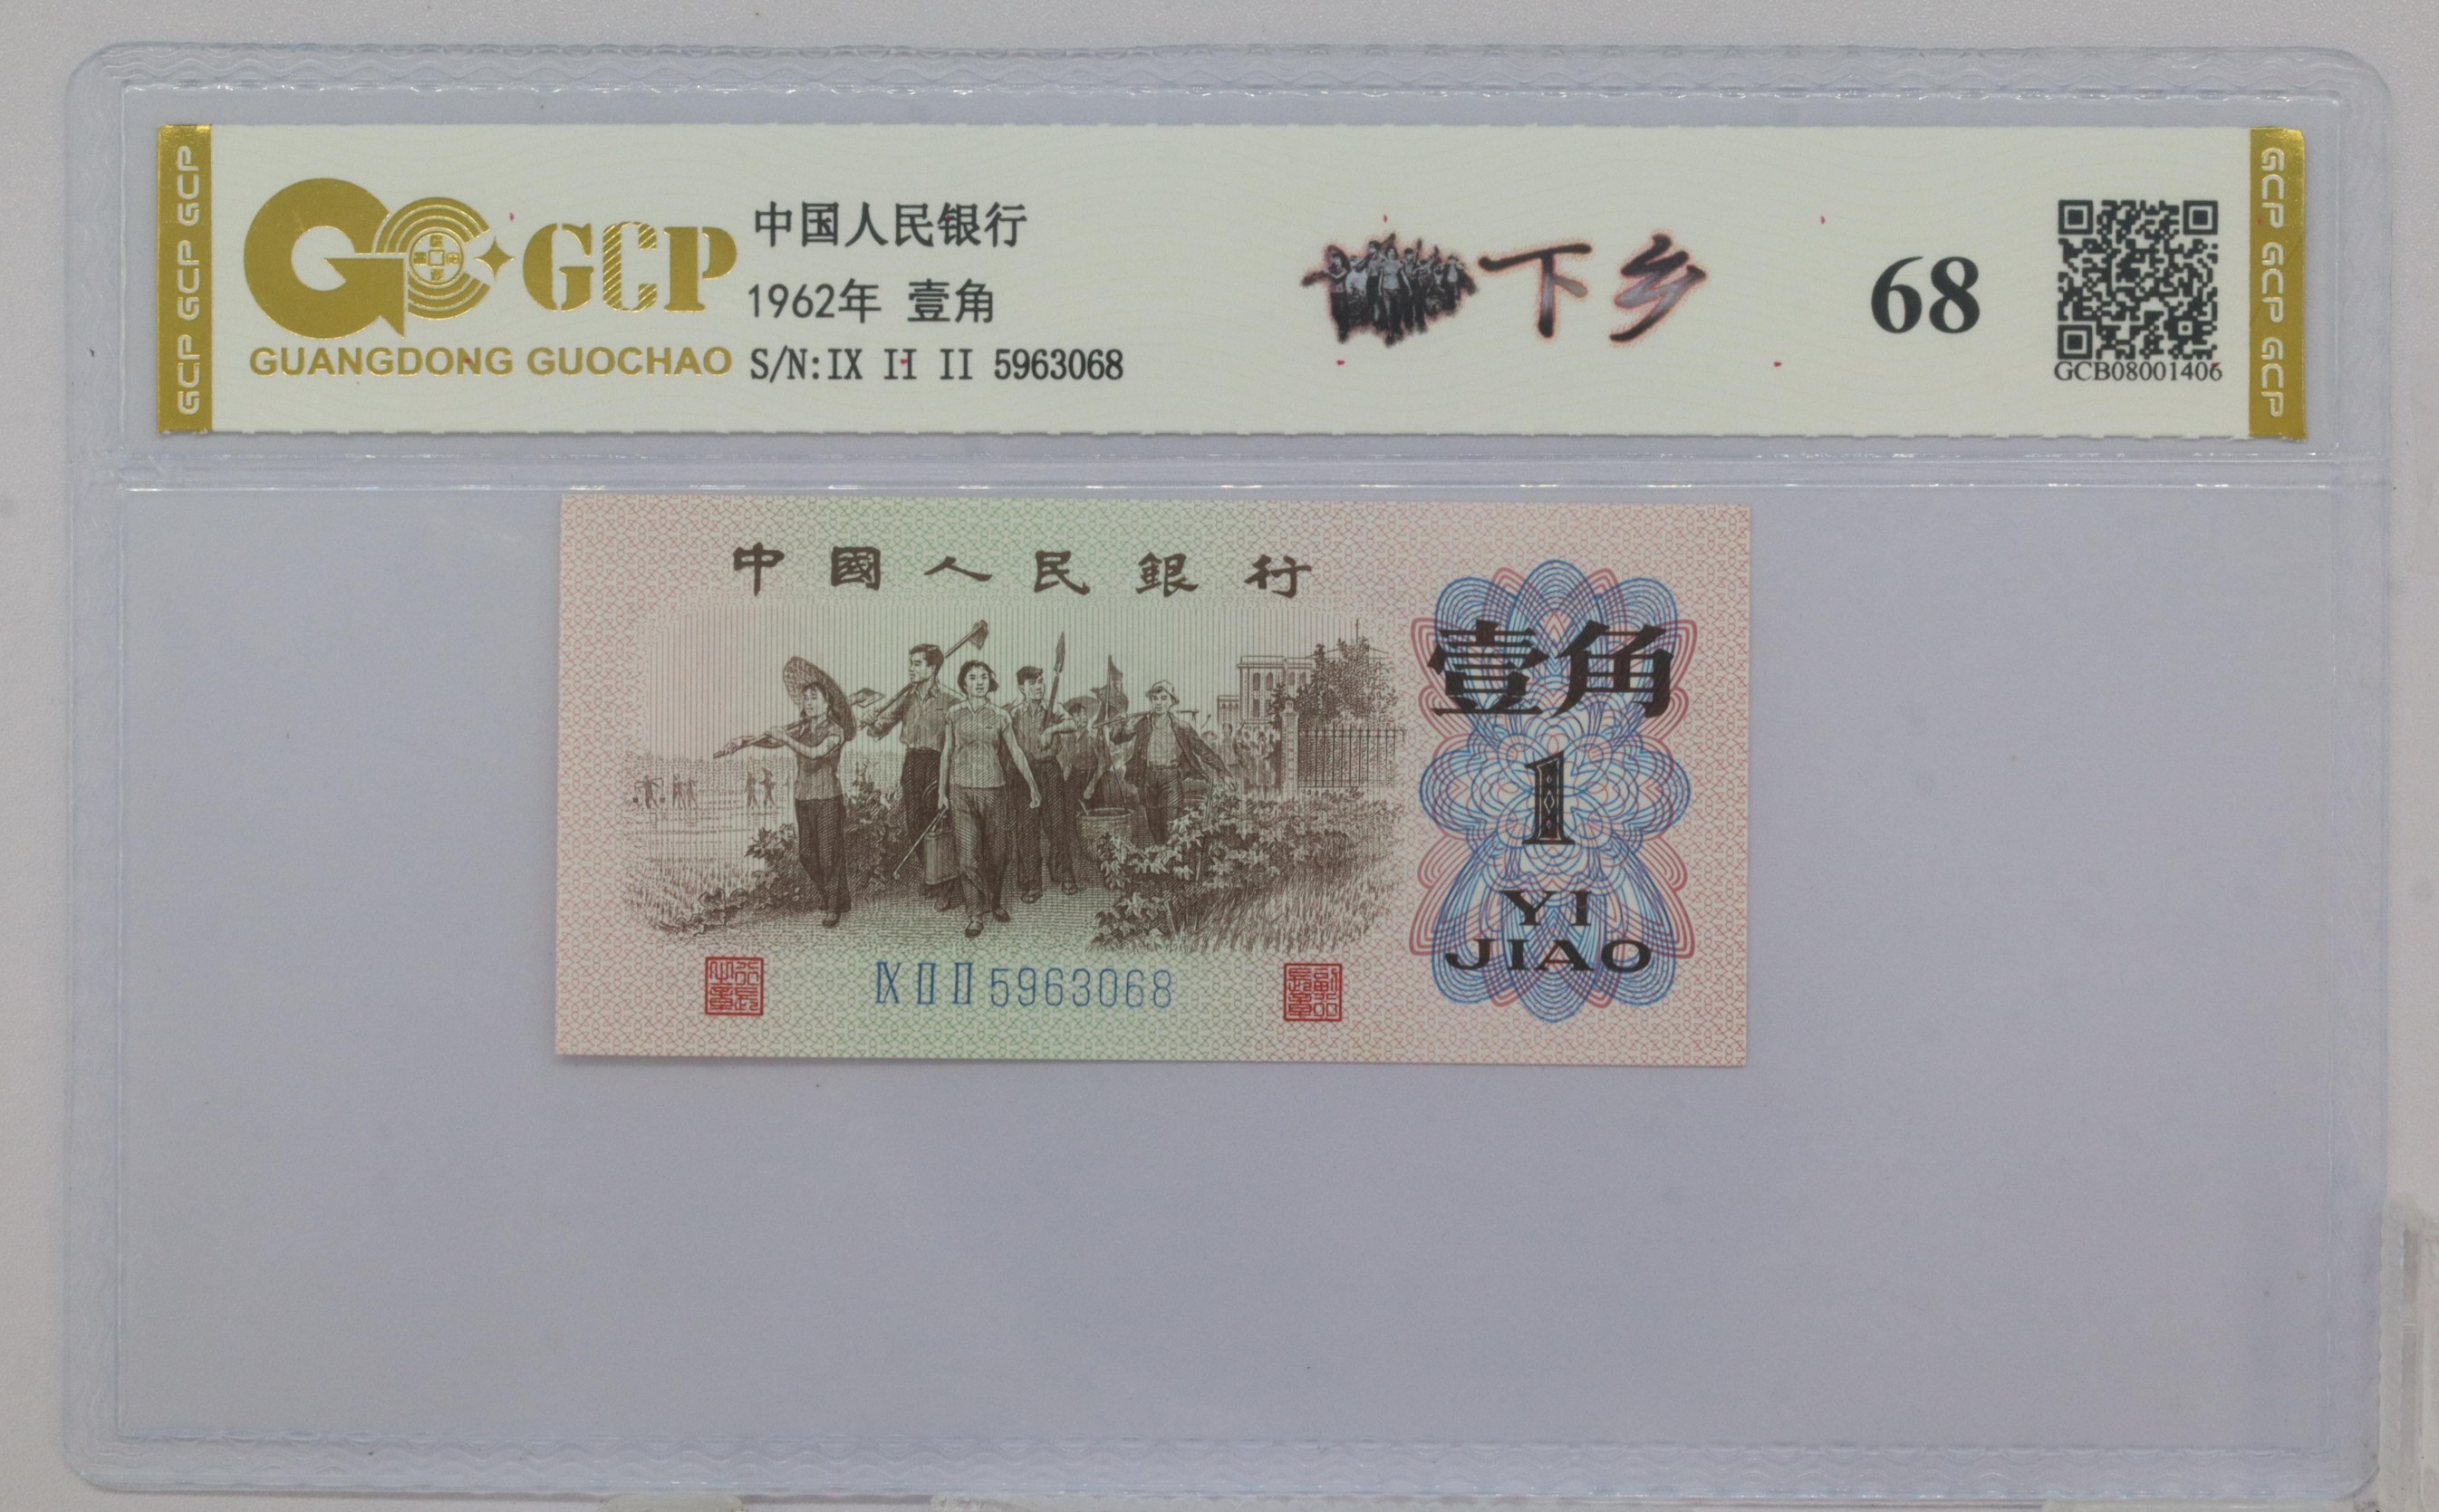 GCP GCP GCP
GCP
GUANGDONG GUOCHAO
中国人民银行
1962年 壹角
S/N:IX II II 5963068
下乡
68
GCB08001406
GCP GCP GCP
中國人民銀行
壹角
1
YI
JIAO
IX II II 5963068